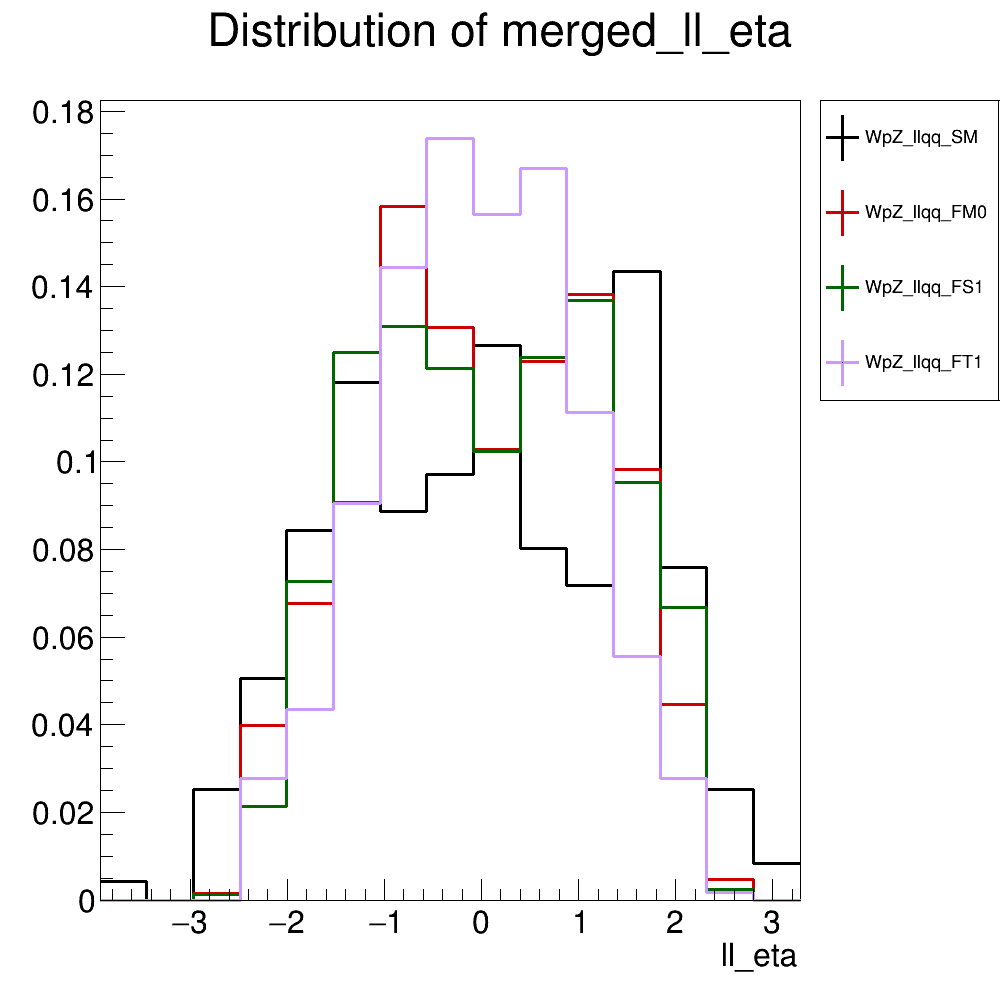 Distribution of merged_ll_eta
0.18
0.16
0.14
0.12
0.1
0.08
0.06
0.04
0.02
0
−3 −2 −1 0 1 2 3
ll_eta
WpZ_llqq_SM
WpZ_llqq_FM0
WpZ_llqq_FS1
WpZ_llqq_FT1